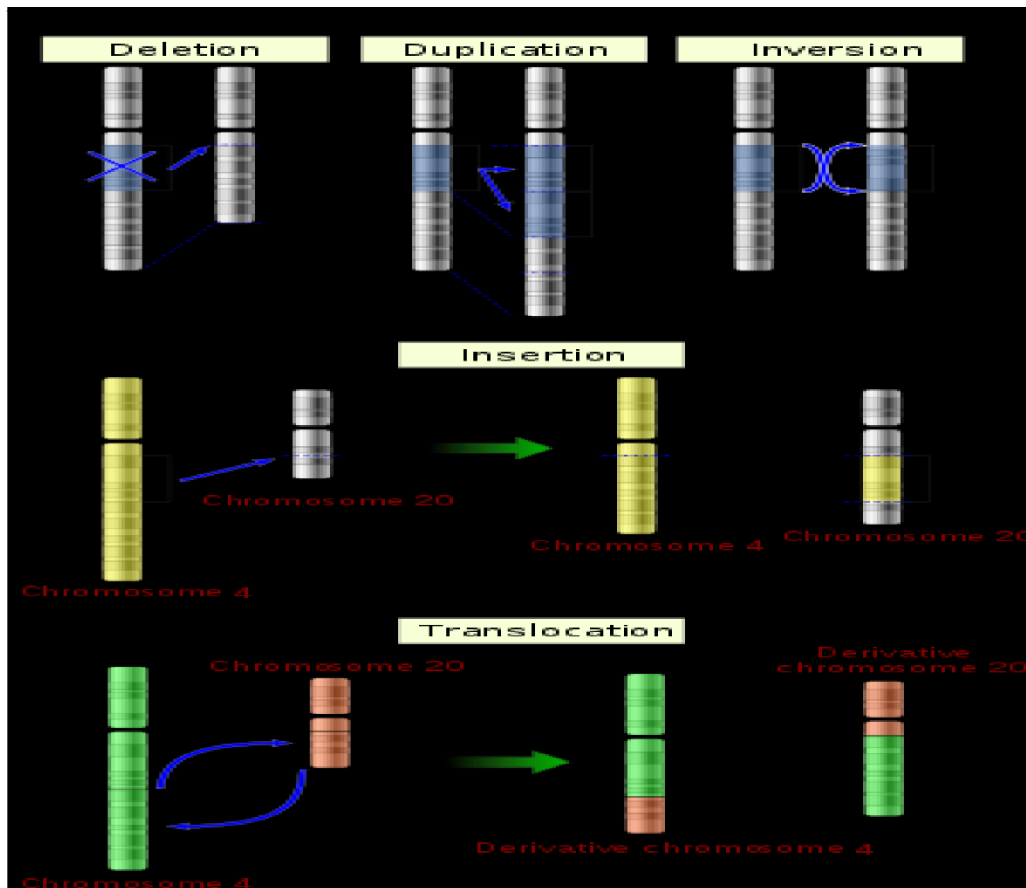 Deletion
Duplication
Inversion
Insertion
Chromosome 20
Chromosome 4
Chromosome 20
Chromosome 4
Translocation
Chromosome 20
Derivative
chromosome 20
Derivative chromosome 4
Chromosome 4